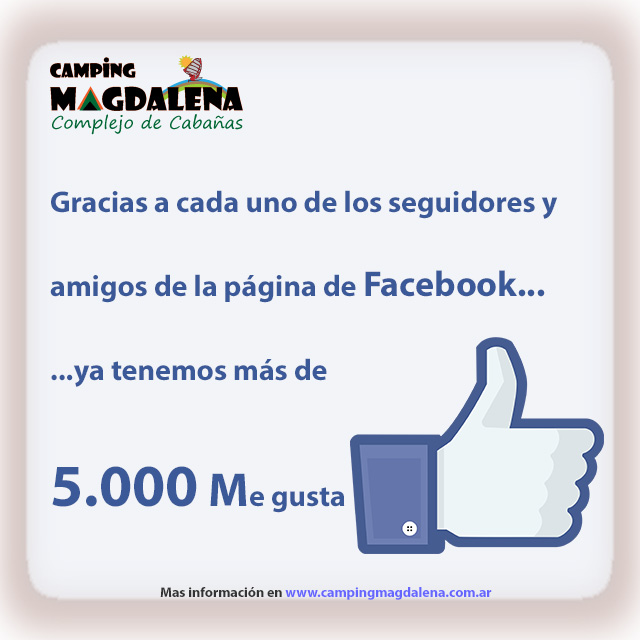 CAMPING
MAGDALENA
Complejo de Cabañas
Gracias a cada uno de los seguidores y
amigos de la página de Facebook...
...ya tenemos más de
5.000 Me gusta
Mas información en www.campingmagdalena.com.ar